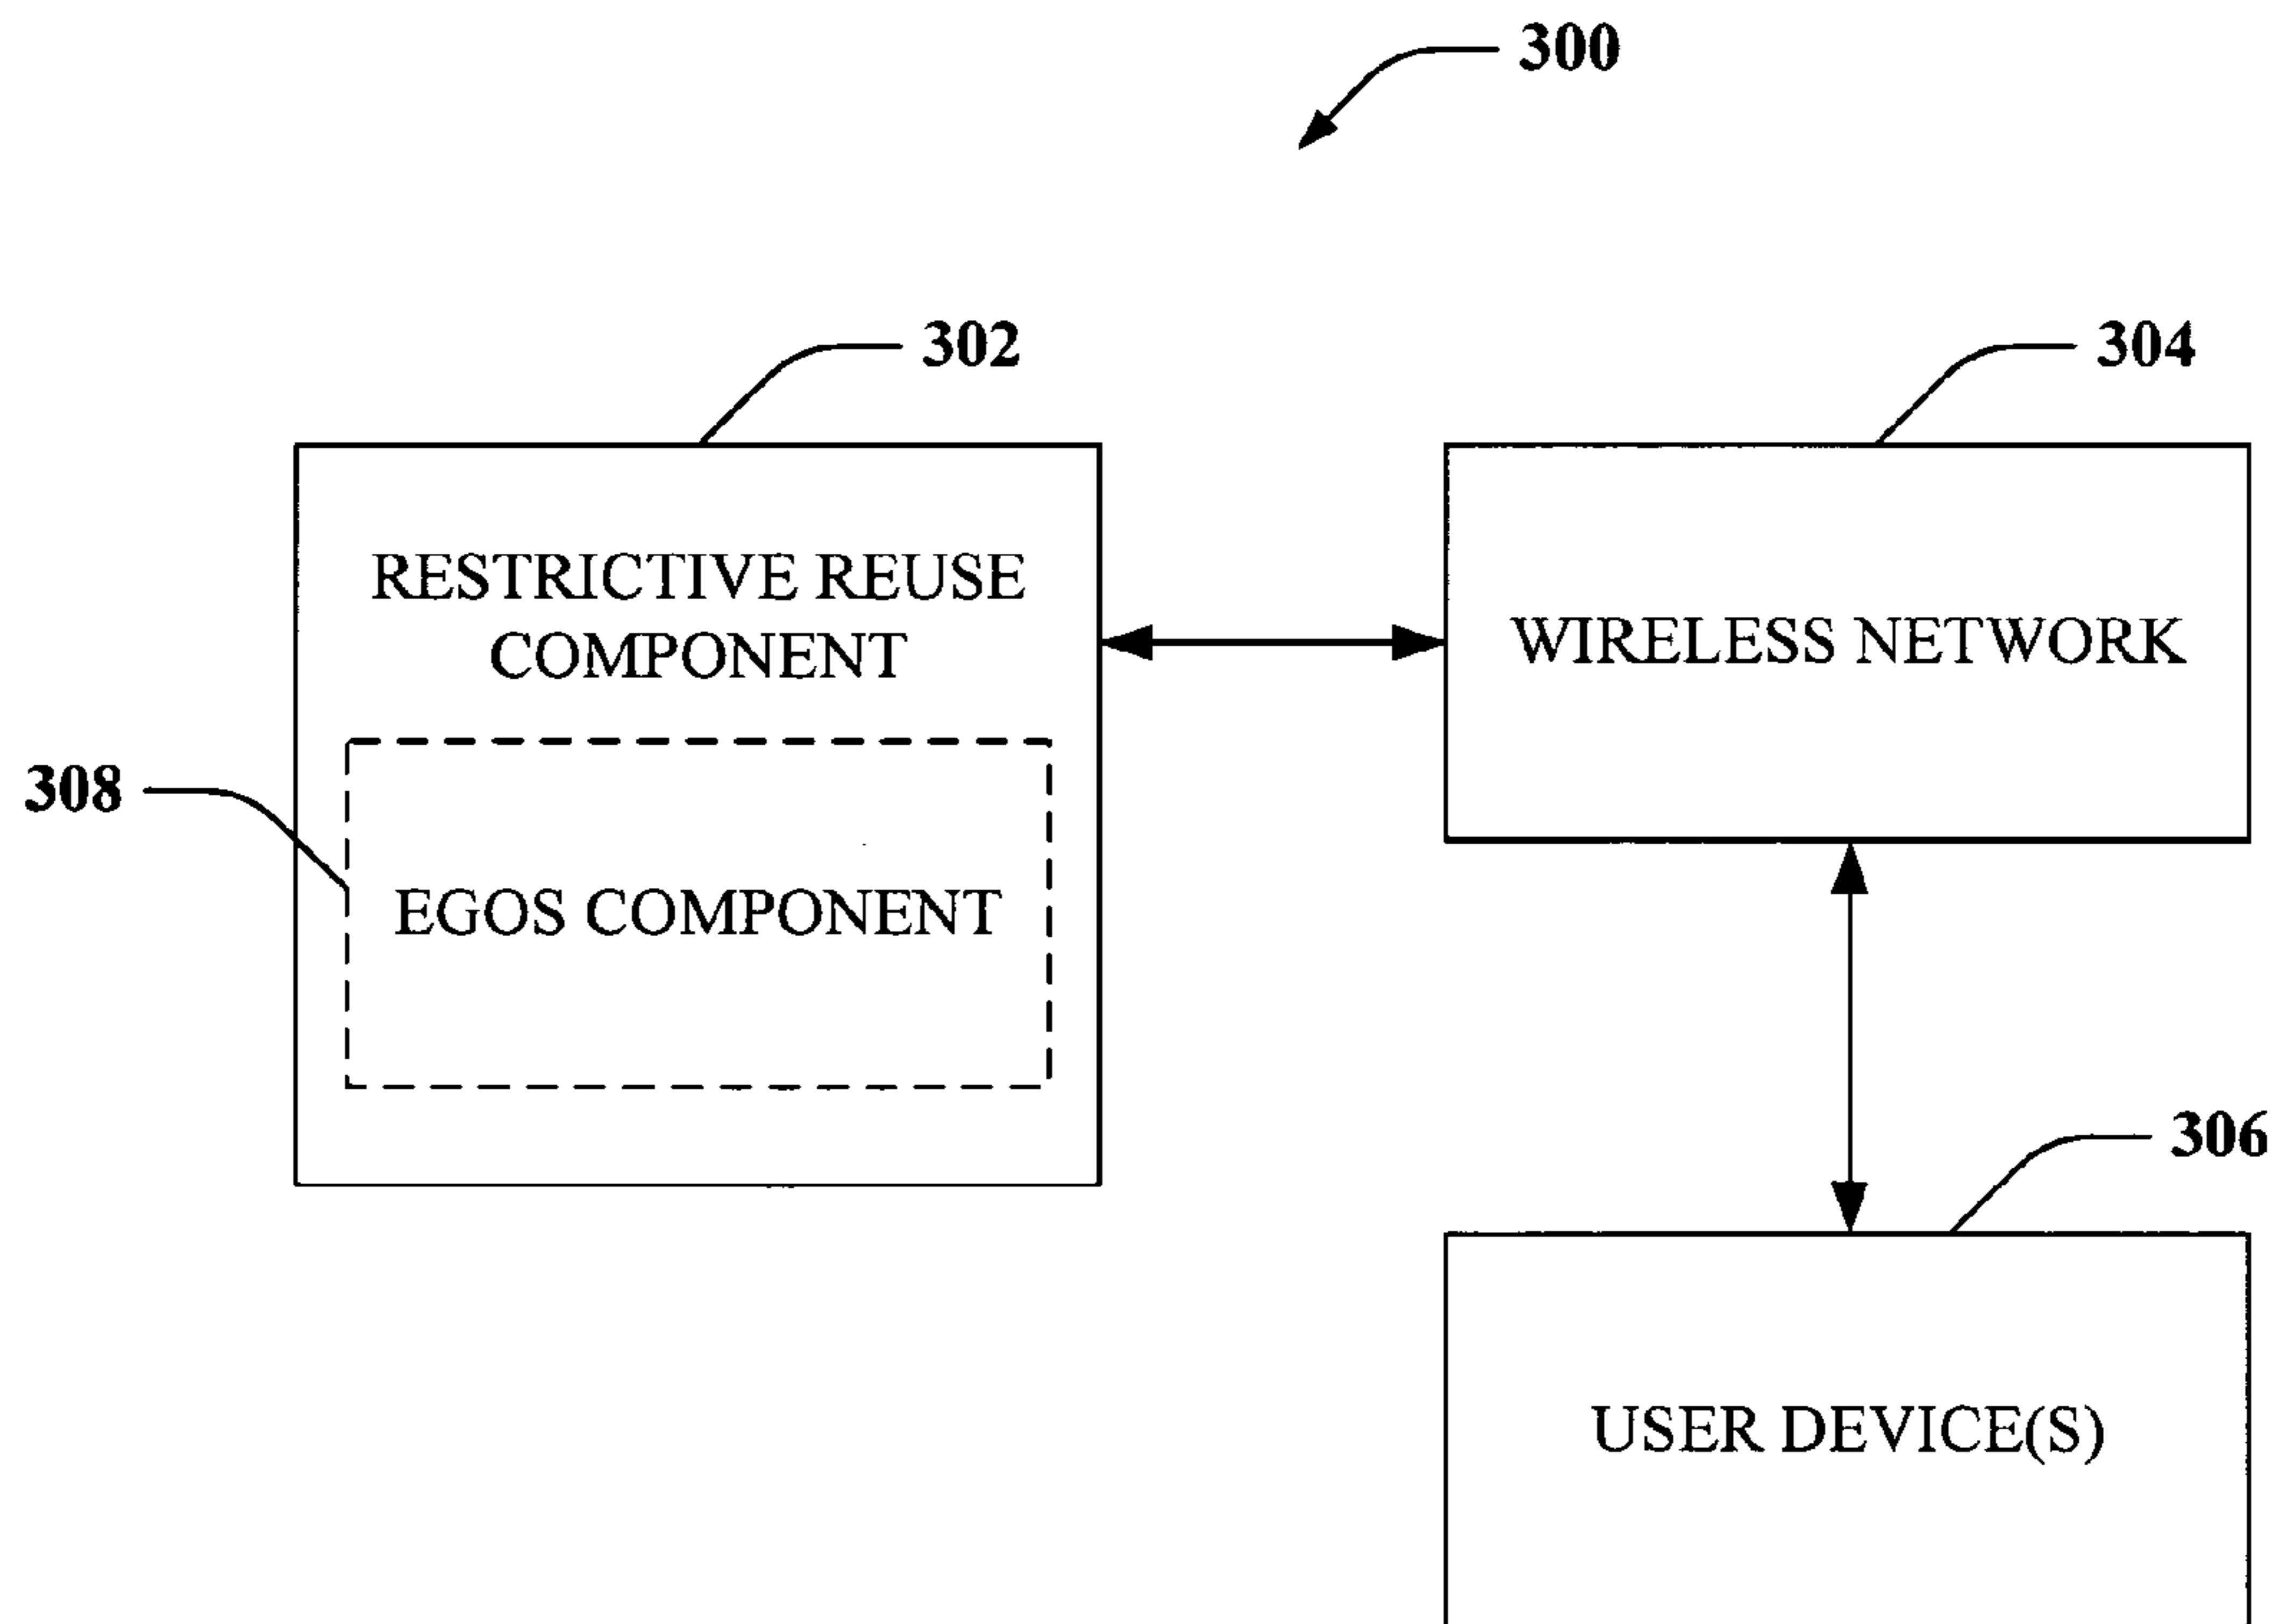 300
302
304
RESTRICTIVE REUSE
COMPONENT
WIRELESS NETWORK
308
EGOS COMPONENT
306
USER DEVICE(S)